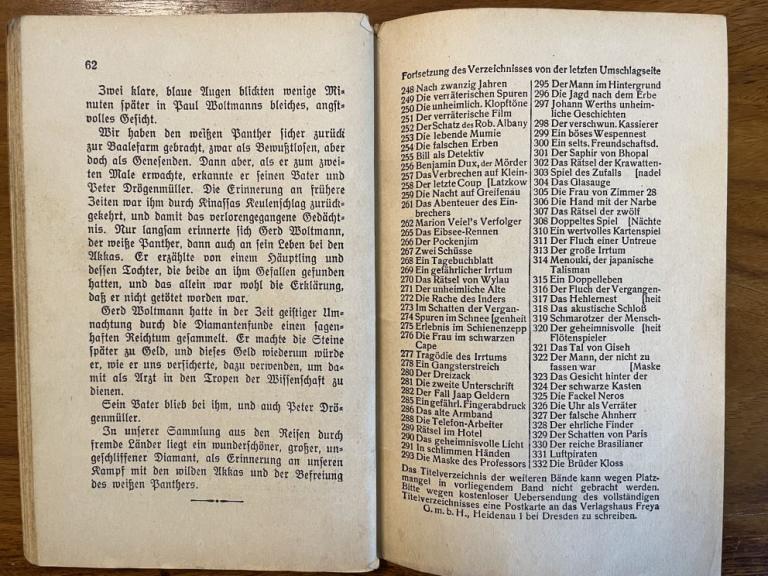 62
Zwei klare, blaue Augen blickten wenige Mi-
nuten später in Paul Woltmanns bleiches, angst-
volles Gesicht.
Wir haben den weißen Panther sicher zurück
zur Baalefarm gebracht, zwar als Bewußtlosen, aber
doch als Genesenden. Dann aber, als er zum zwei-
ten Male erwachte, erkannte er seinen Vater und
Peter Drögenmüller. Die Erinnerung an frühere
Zeiten war ihm durch Kinassas Keulenschlag zurück-
gekehrt, und damit das verlorengegangene Gedächt-
nis. Nur langsam erinnerte sich Gerd Woltmann,
der weiße Panther, dann auch an sein Leben bei den
Akkas. Er erzählte von einem Häuptling und
dessen Tochter, die beide an ihm Gefallen gefunden
hatten, und das allein war wohl die Erklärung,
daß er nicht getötet worden war.
Gerd Woltmann hatte in der Zeit geistiger Um-
nachtung durch die Diamantenfunde einen sagen-
haften Reichtum gesammelt. Er machte die Steine
später zu Geld, und dieses Geld wiederum würde
er, wie er uns versicherte, dazu verwenden, um da-
mit als Arzt in den Tropen der Wissenschaft zu
dienen.
Sein Vater blieb bei ihm, und auch Peter Drö-
genmüller.
In unserer Sammlung aus den Reisen durch
fremde Länder liegt ein wunderschöner, großer, un-
geschliffener Diamant, als Erinnerung an unseren
Kampf mit den wilden Akkas und der Befreiung
des weißen Panthers.
Fortsetzung des Verzeichnisses von der letzten Umschlagseite
248 Nach zwanzig Jahren
249 Die verräterischen Spuren
250 Die unheimlich. Klopftöne
251 Der verräterische Film
252 Der Schatz des Rob. Albany
253 Die lebende Mumie
254 Die falschen Erben
255 Bill als Detektiv
256 Benjamin Dux, der Mörder
257 Das Verbrechen auf Klein-
258 Der letzte Coup [Latzkow
259 Die Nacht auf Greifenau
261 Das Abenteuer des Ein-
brechers
262 Marion Veiel's Verfolger
265 Das Eibsee-Rennen
266 Der Pockenjim
267 Zwei Schüsse
268 Ein Tagebuchblatt
269 Ein gefährlicher Irrtum
270 Das Rätsel von Wylau
271 Der unheimliche Alte
272 Die Rache des Inders
273 Im Schatten der Vergan-
274 Spuren im Schnee [genheit
275 Erlebnis im Schienenzepp
276 Die Frau im schwarzen
Cape
277 Tragödie des Irrtums
278 Ein Gangsterstreich
280 Der Dreizack
281 Die zweite Unterschrift
282 Der Fall Jaap Geldern
285 Ein gefährl. Fingerabdruck
286 Das alte Armband
288 Die Telefon-Arbeiter
289 Rätsel im Hotel
290 Das geheimnisvolle Licht
291 In schlimmen Händen
293 Die Maske des Professors
295 Der Mann im Hintergrund
296 Die Jagd nach dem Erbe
297 Johann Werths unheim-
liche Geschichten
298 Der verschwun. Kassierer
299 Ein böses Wespennest
300 Ein selts. Freundschaftsd.
301 Der Saphir von Bhopal
302 Das Rätsel der Krawatten-
303 Spiel des Zufalls [nadel
304 Das Glasauge
305 Die Frau von Zimmer 28
306 Die Hand mit der Narbe
307 Das Rätsel der zwölf
308 Doppeltes Spiel [Nächte
310 Ein wertvolles Kartenspiel
311 Der Fluch einer Untreue
313 Der große Irrtum
314 Menouki, der japanische
Talisman
315 Ein Doppelleben
316 Der Fluch der Vergangen-
317 Das Hehlernest [heit
318 Das akustische Schloß
319 Schmarotzer der Mensch-
320 Der geheimnisvolle [heit
Flötenspieler
321 Das Tal von Giseh
322 Der Mann, der nicht zu
fassen war [Maske
323 Das Gesicht hinter der
324 Der schwarze Kasten
325 Die Fackel Neros
326 Die Uhr als Verräter
327 Der falsche Ahnherr
328 Der ehrliche Finder
329 Der Schatten von Paris
330 Der reiche Brasilianer
331 Luftpiraten
332 Die Brüder Kloss
Das Titelverzeichnis der weiteren Bände kann wegen Platz-
mangel in vorliegendem Band nicht gebracht werden.
Bitte wegen kostenloser Uebersendung des vollständigen
Titelverzeichnisses eine Postkarte an das Verlagshaus Freya
G. m. b. H., Heidenau 1 bei Dresden zu schreiben.